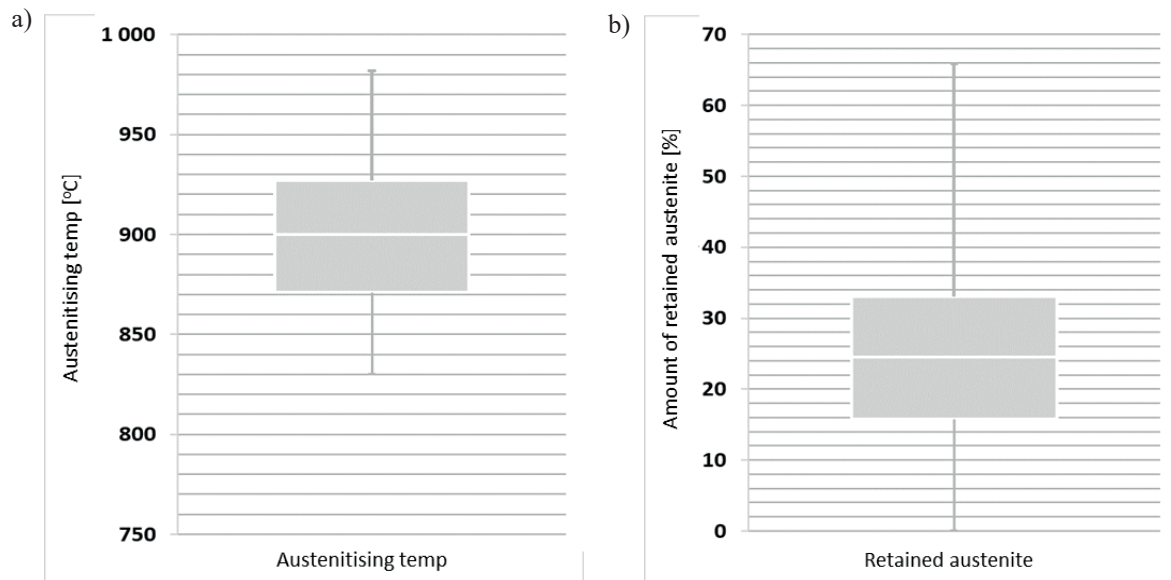 a)
Austenitising temp [°C]
1 000
950
900
850
800
750
Austenitising temp
b)
Amount of retained austenite [%]
70
60
50
40
30
20
10
0
Retained austenite